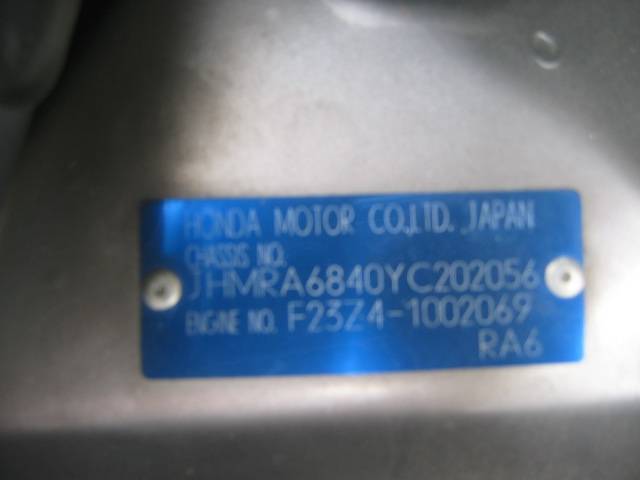 HONDA MOTOR CO.,LTD. JAPAN
CHASSIS NO.
JHMRA6840YC202056
ENGINE NO. F23Z4-1002069
RA6